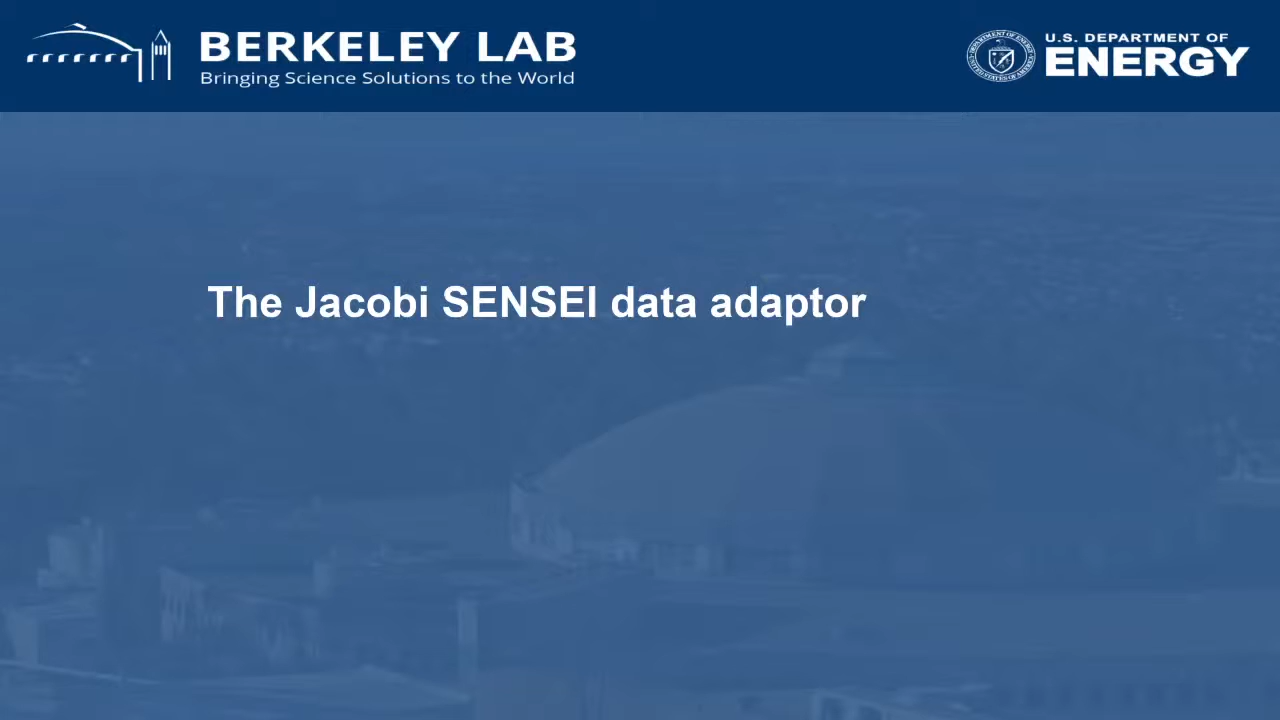 BERKELEY LAB
Bringing Science Solutions to the World
U.S. DEPARTMENT OF
ENERGY
The Jacobi SENSEI data adaptor